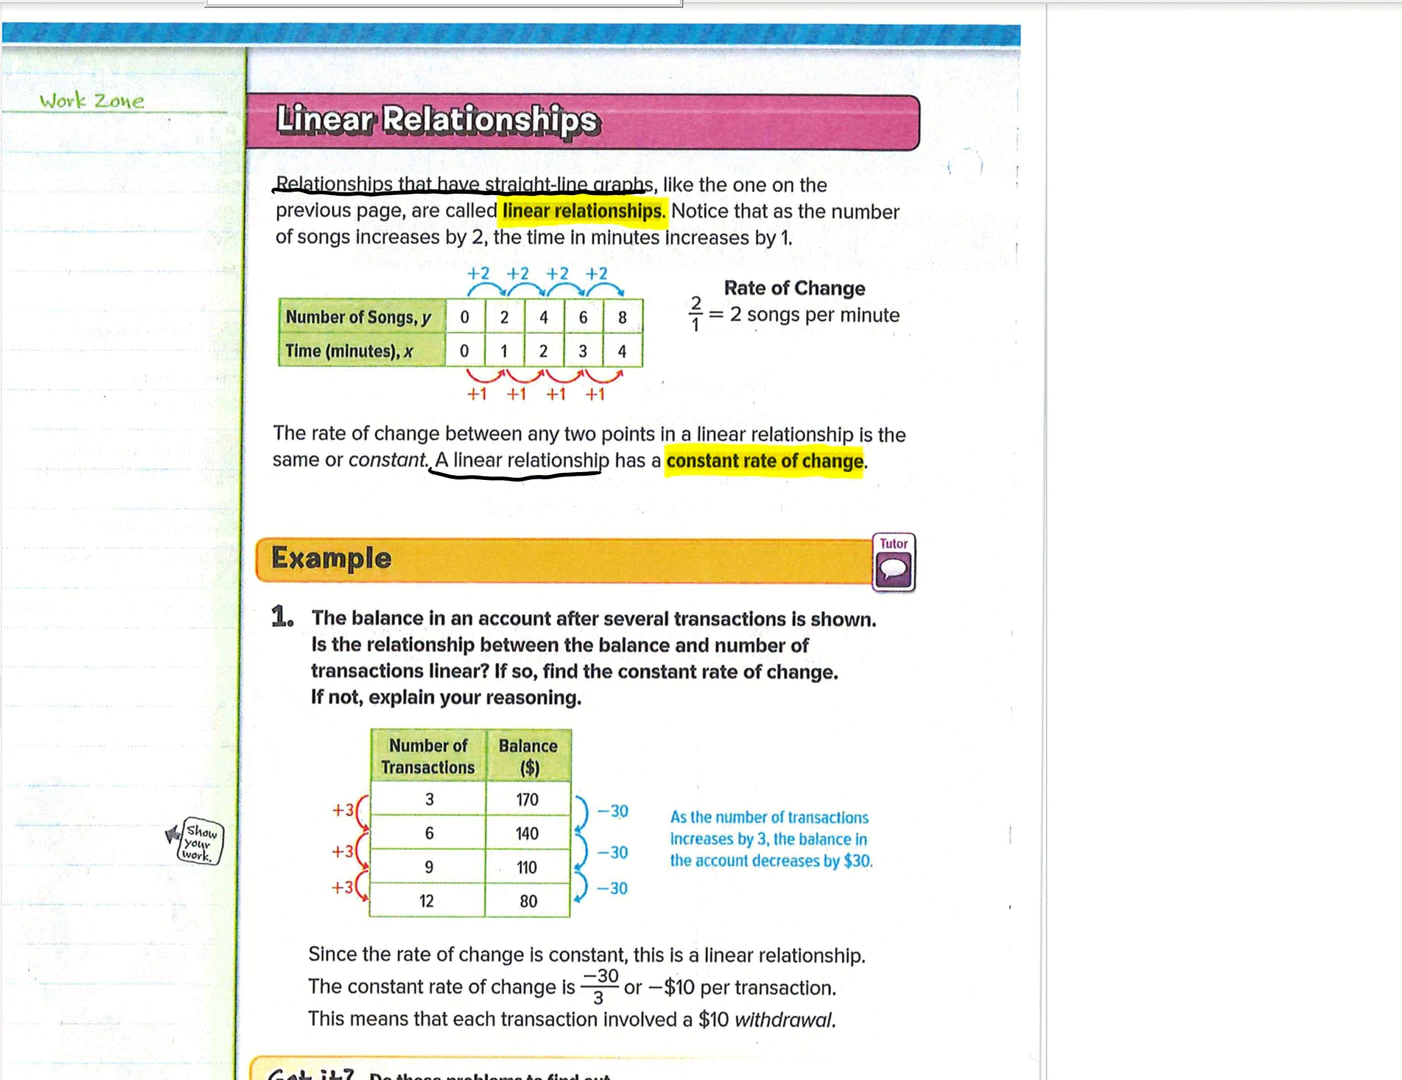 Work Zone
Linear Relationships
Relationships that have straight-line graphs, like the one on the
previous page, are called linear relationships. Notice that as the number
of songs increases by 2, the time in minutes increases by 1.
+2 +2 +2 +2
Number of Songs, y 0 2 4 6 8
Time (minutes), x 0 1 2 3 4
+1 +1 +1 +1
Rate of Change
2/1 = 2 songs per minute
The rate of change between any two points in a linear relationship is the
same or constant. A linear relationship has a constant rate of change.
Example
Tutor
1. The balance in an account after several transactions is shown.
Is the relationship between the balance and number of
transactions linear? If so, find the constant rate of change.
If not, explain your reasoning.
Number of Balance
Transactions ($)
3 170
6 140
9 110
12 80
+3
+3
+3
−30
−30
−30
As the number of transactions
increases by 3, the balance in
the account decreases by $30.
Show
your
work.
Since the rate of change is constant, this is a linear relationship.
The constant rate of change is −30/3 or −$10 per transaction.
This means that each transaction involved a $10 withdrawal.
Got it? Do these problems to find out.